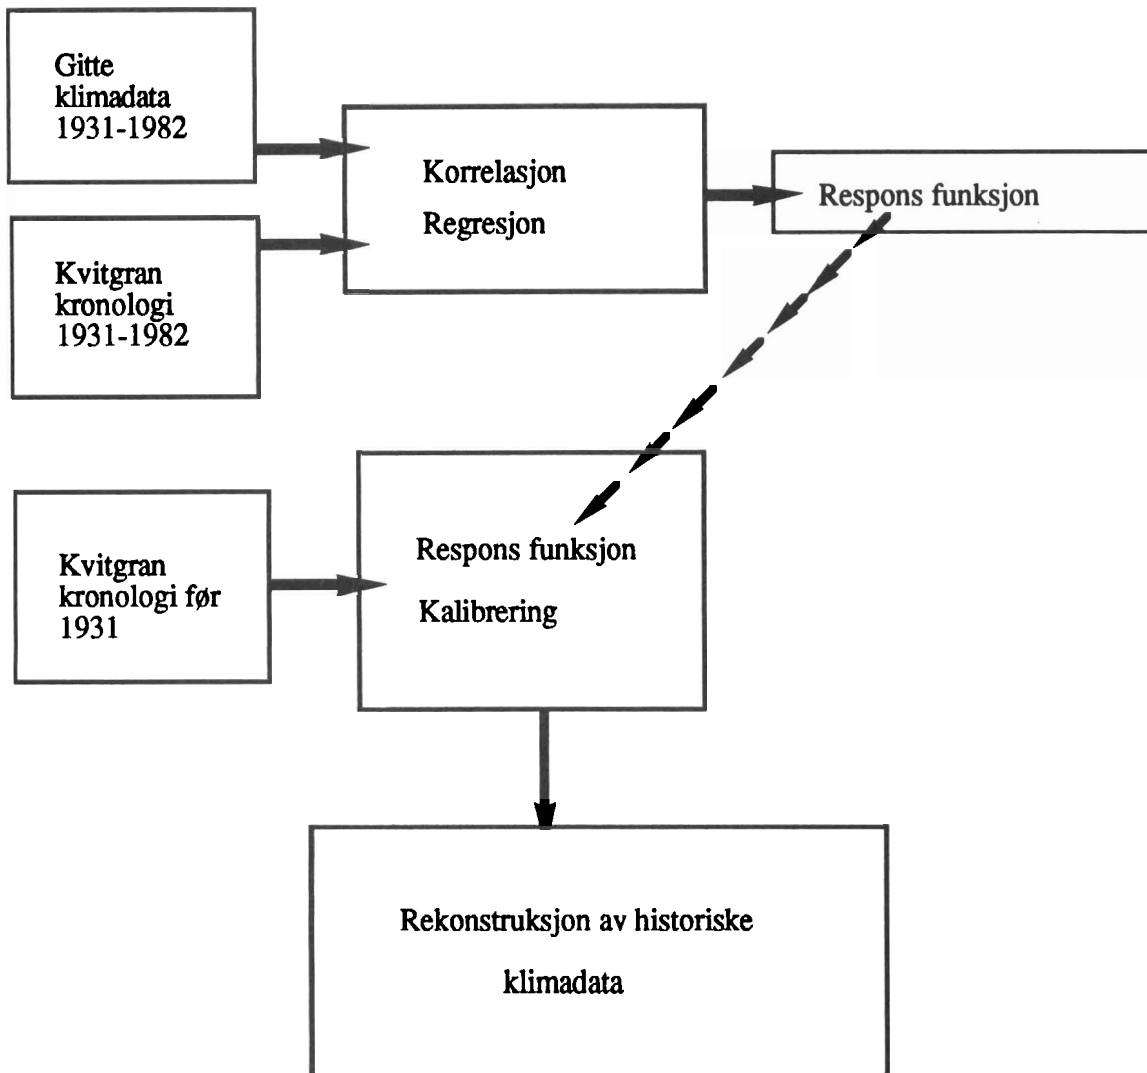 Gitte
klimadata
1931-1982
Korrelasjon
Regresjon
Respons funksjon
Kvitgran
kronologi
1931-1982
Kvitgran
kronologi før
1931
Respons funksjon
Kalibrering
Rekonstruksjon av historiske
klimadata